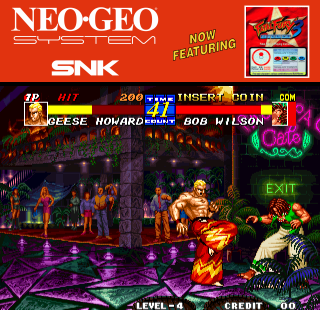 NEO•GEO
SYSTEM
SNK
NOW
FEATURING
1P HIT 200 TIME INSERT COIN COM
41
GEESE HOWARD COUNT BOB WILSON
Cafe
EXIT
LEVEL-4 CREDIT 00